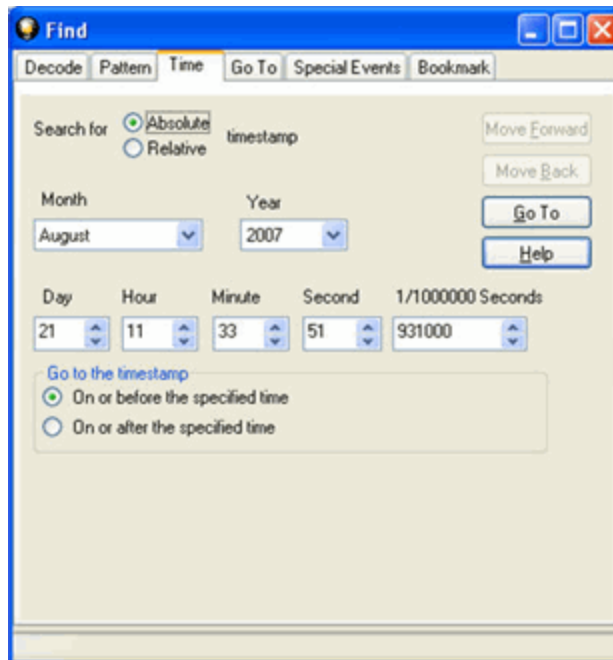 Find
Decode Pattern Time Go To Special Events Bookmark
Search for Absolute timestamp
Relative
Move Forward
Move Back
Go To
Help
Month Year
August 2007
Day Hour Minute Second 1/1000000 Seconds
21 11 33 51 931000
Go to the timestamp
On or before the specified time
On or after the specified time